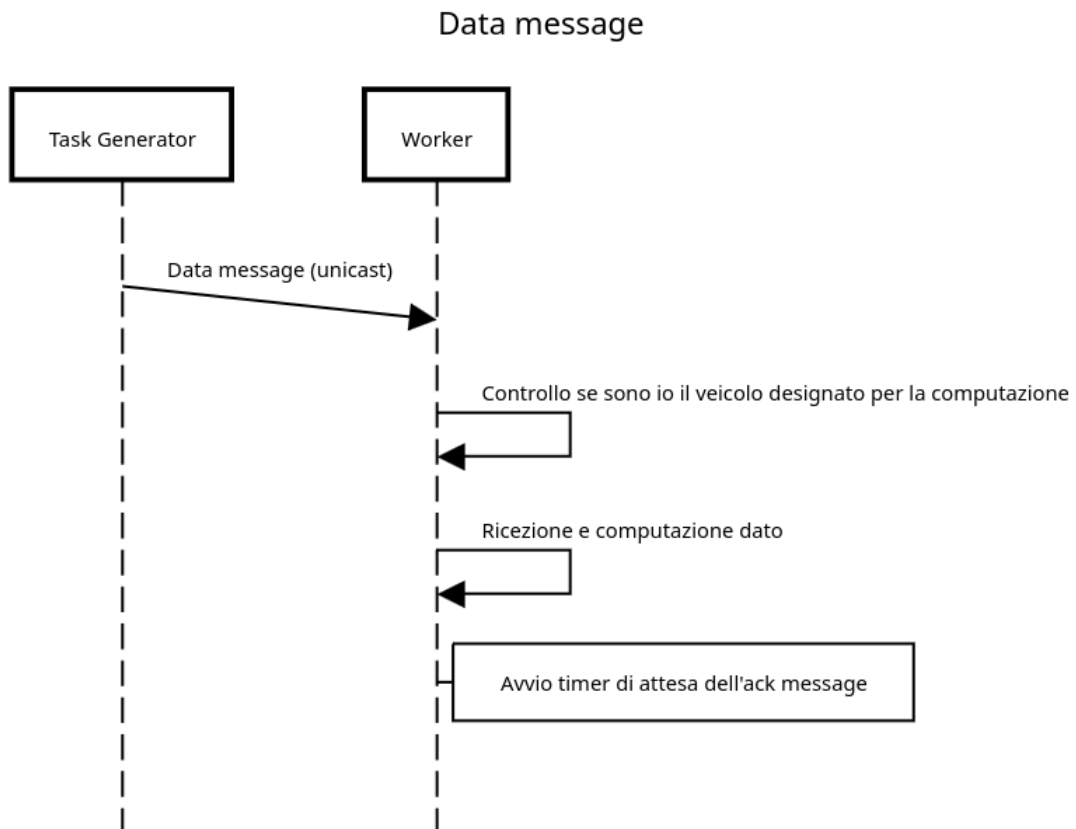 Data message
Task Generator
Worker
Data message (unicast)
Controllo se sono io il veicolo designato per la computazione
Ricezione e computazione dato
Avvio timer di attesa dell'ack message